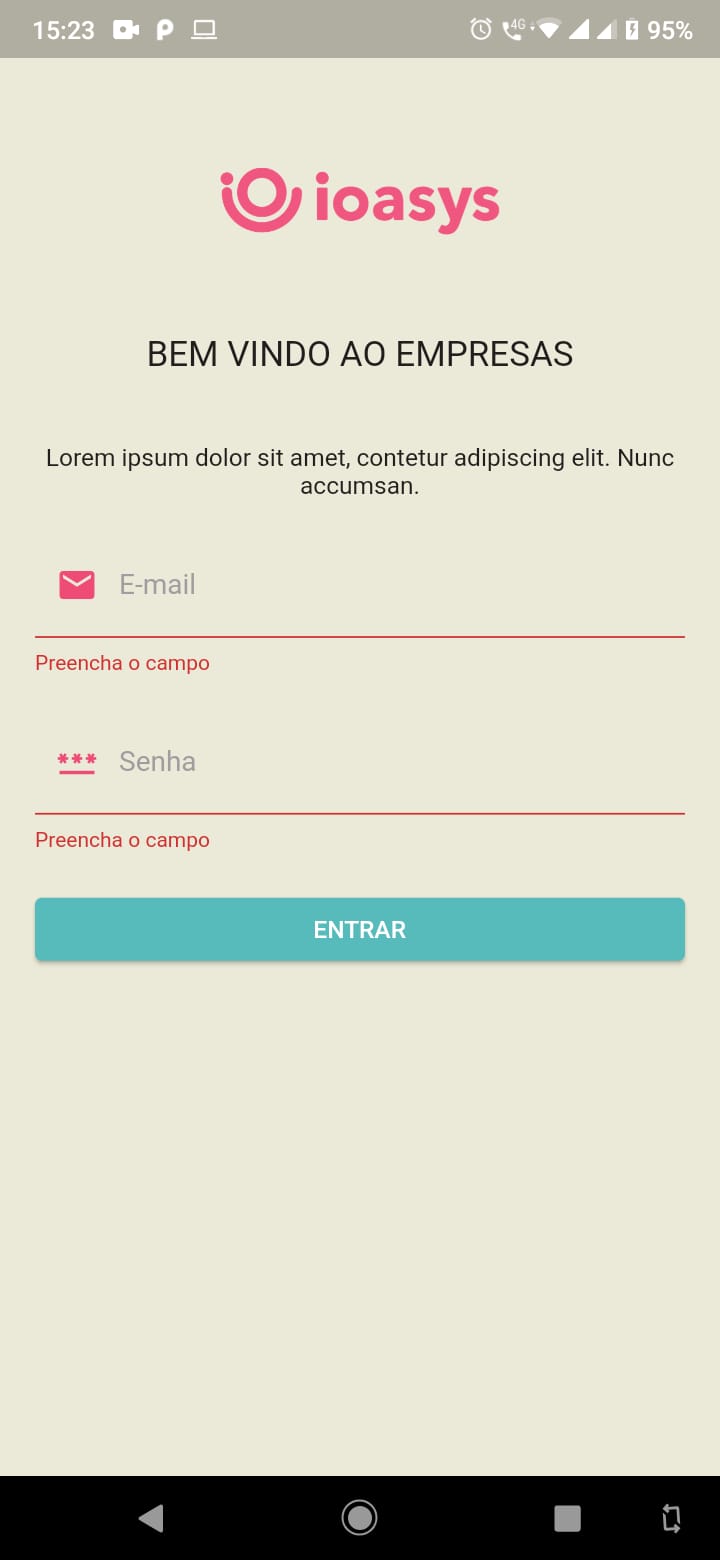 15:23 4G 95%
ioasys
BEM VINDO AO EMPRESAS
Lorem ipsum dolor sit amet, contetur adipiscing elit. Nunc
accumsan.
E-mail
Preencha o campo
*** Senha
Preencha o campo
ENTRAR